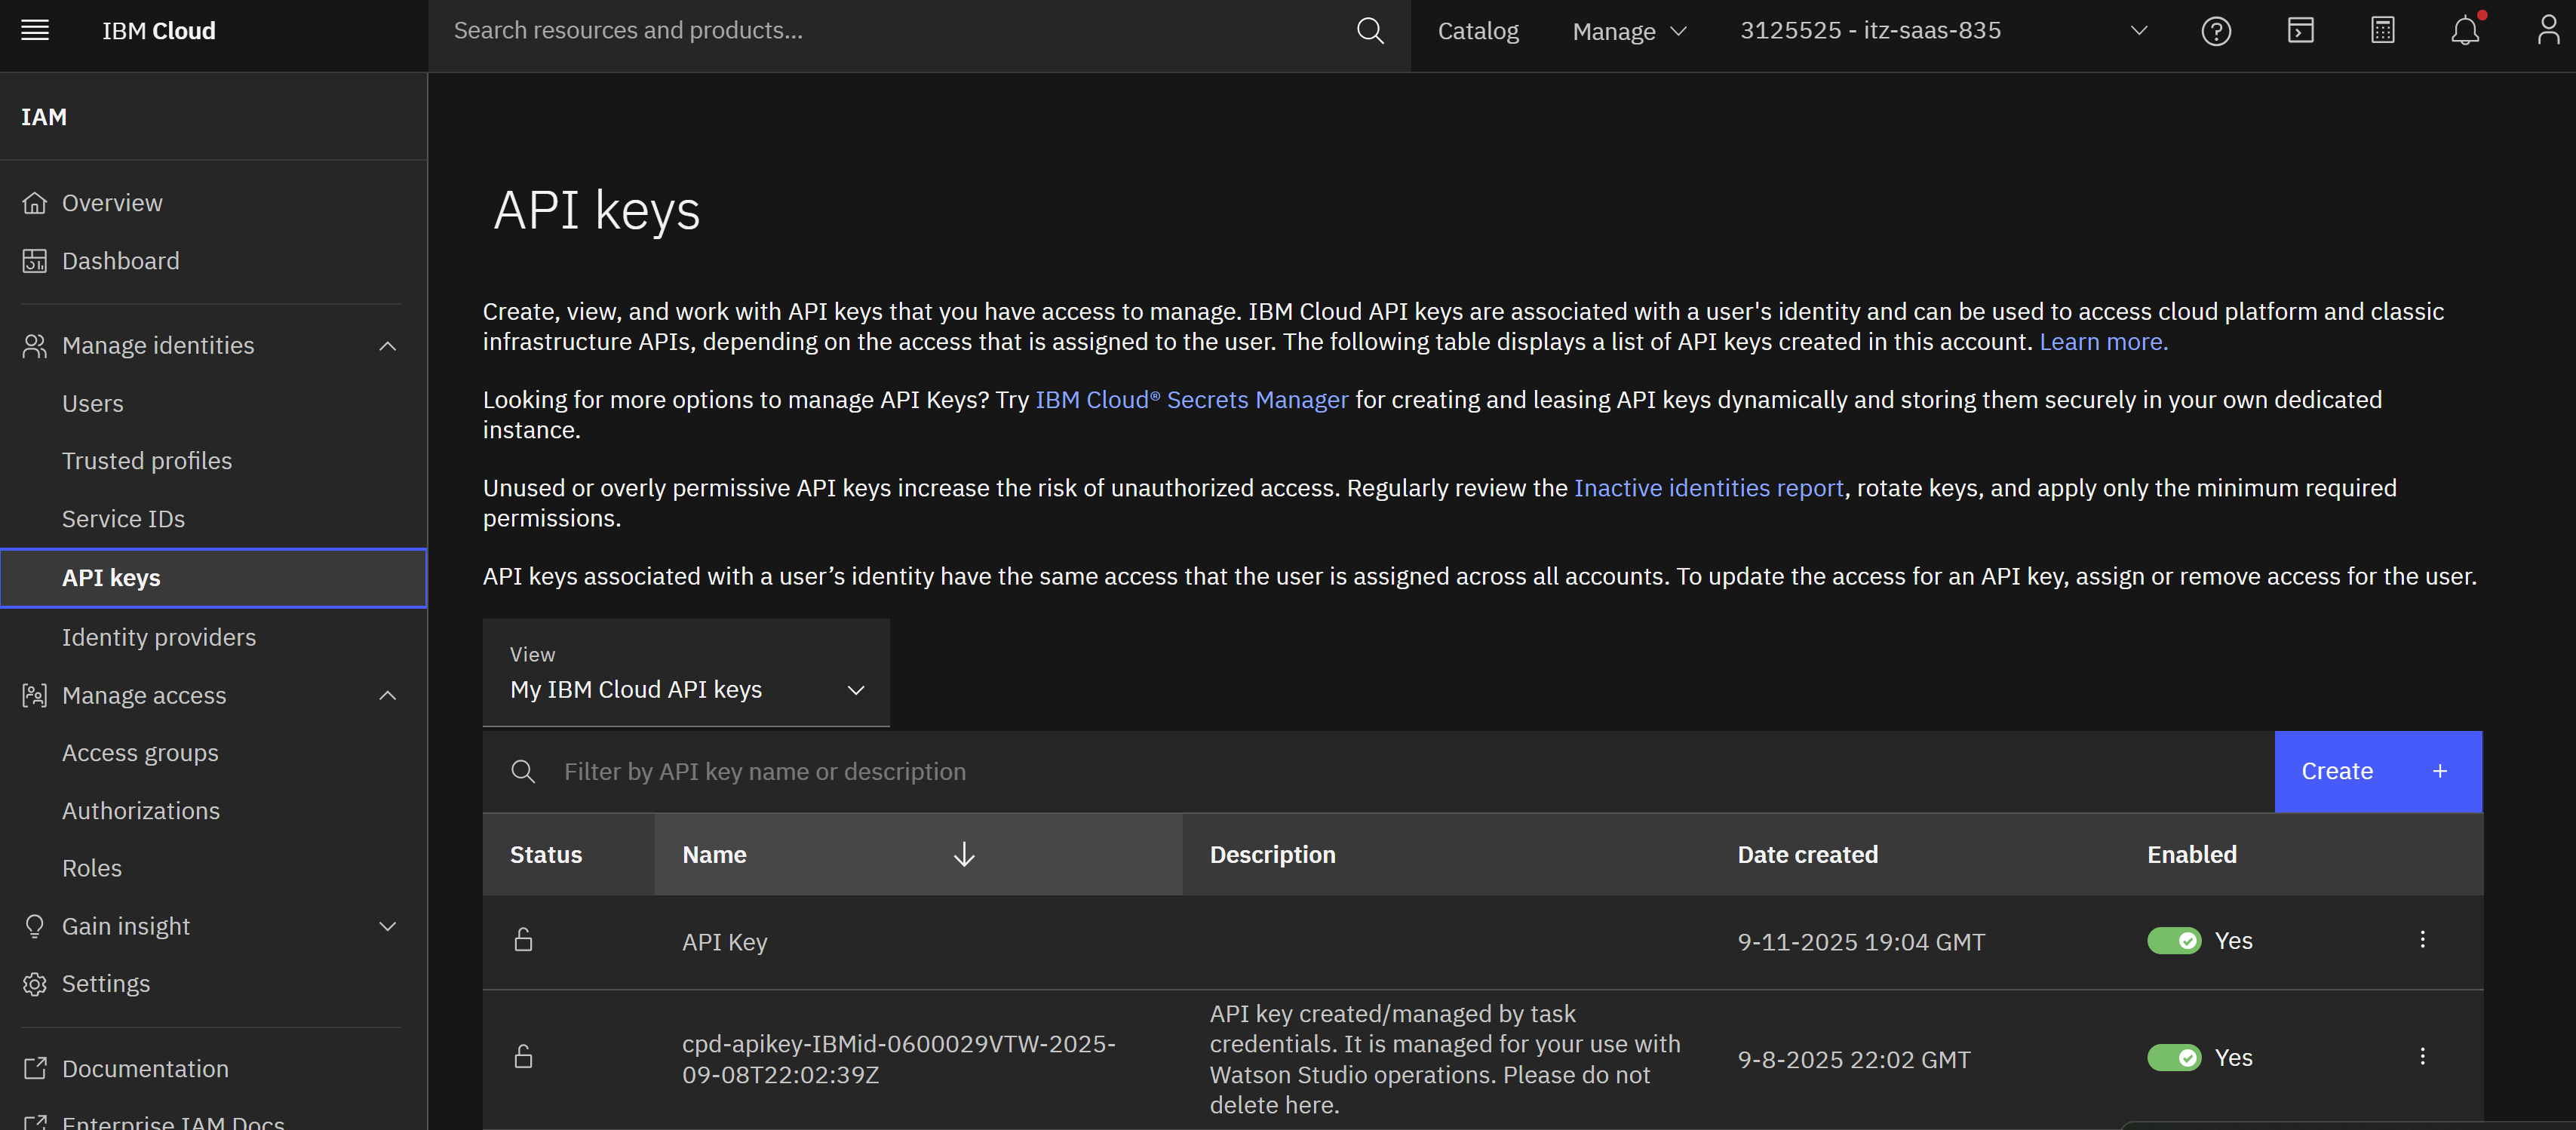 IBM Cloud
Search resources and products...
Catalog
Manage
3125525 - itz-saas-835
IAM
Overview
Dashboard
Manage identities
Users
Trusted profiles
Service IDs
API keys
Identity providers
Manage access
Access groups
Authorizations
Roles
Gain insight
Settings
Documentation
Enterprise IAM Docs
API keys
Create, view, and work with API keys that you have access to manage. IBM Cloud API keys are associated with a user's identity and can be used to access cloud platform and classic
infrastructure APIs, depending on the access that is assigned to the user. The following table displays a list of API keys created in this account. Learn more.
Looking for more options to manage API Keys? Try IBM Cloud® Secrets Manager for creating and leasing API keys dynamically and storing them securely in your own dedicated
instance.
Unused or overly permissive API keys increase the risk of unauthorized access. Regularly review the Inactive identities report, rotate keys, and apply only the minimum required
permissions.
API keys associated with a user’s identity have the same access that the user is assigned across all accounts. To update the access for an API key, assign or remove access for the user.
View
My IBM Cloud API keys
Filter by API key name or description
Create +
Status
Name
Description
Date created
Enabled
API Key
9-11-2025 19:04 GMT
Yes
cpd-apikey-IBMid-0600029VTW-2025-
09-08T22:02:39Z
API key created/managed by task
credentials. It is managed for your use with
Watson Studio operations. Please do not
delete here.
9-8-2025 22:02 GMT
Yes